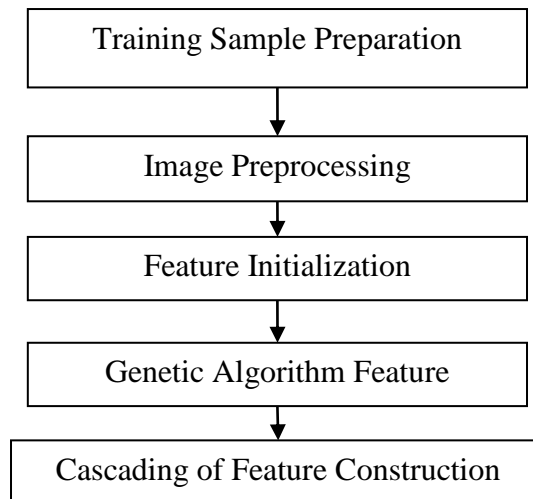 Training Sample Preparation
Image Preprocessing
Feature Initialization
Genetic Algorithm Feature
Cascading of Feature Construction